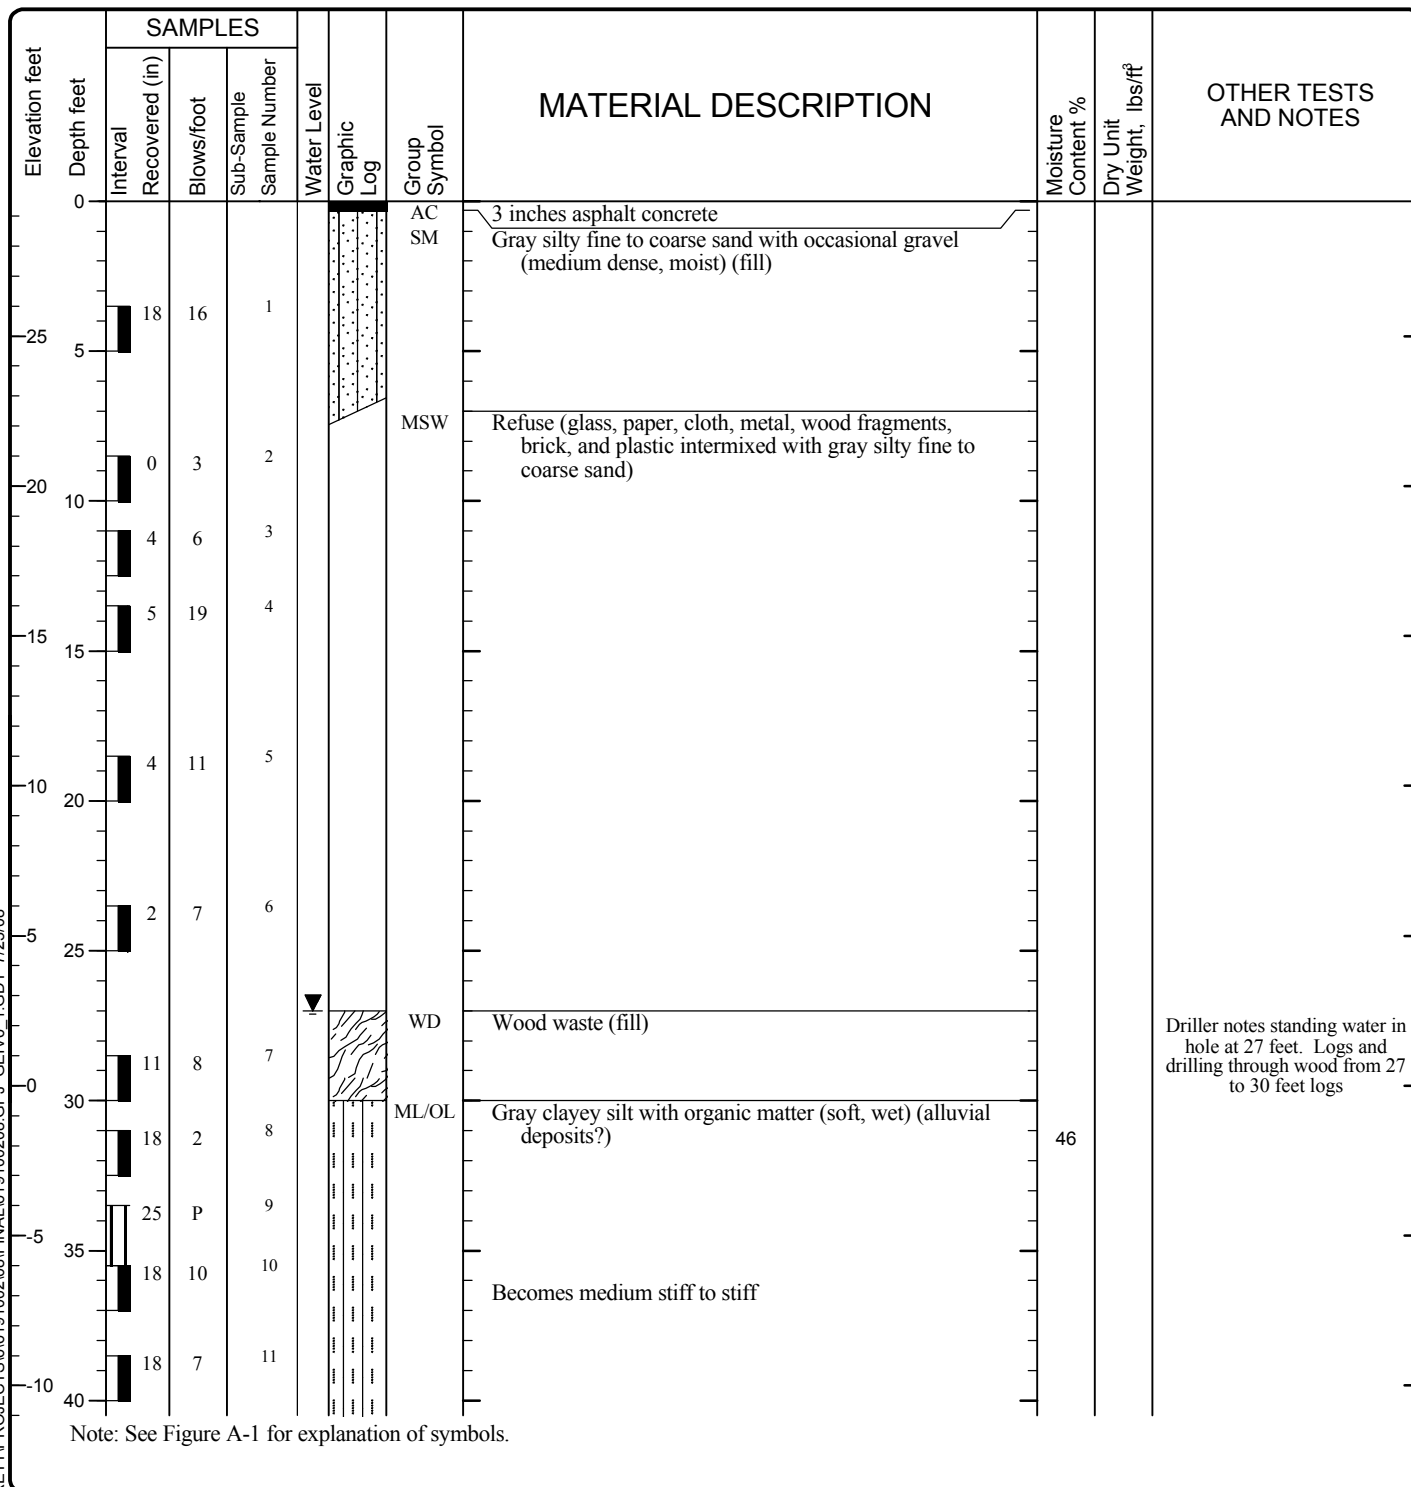 SAMPLES
Elevation feet
Depth feet
Interval
Recovered (in)
Blows/foot
Sub-Sample
Sample Number
Water Level
Graphic
Log
Group
Symbol
MATERIAL DESCRIPTION
Moisture
Content %
Dry Unit
Weight, lbs/ft³
OTHER TESTS
AND NOTES
0
AC
3 inches asphalt concrete
SM
Gray silty fine to coarse sand with occasional gravel
(medium dense, moist) (fill)
18 16 1
25
5
MSW
Refuse (glass, paper, cloth, metal, wood fragments,
brick, and plastic intermixed with gray silty fine to
coarse sand)
0 3 2
20
10
4 6 3
5 19 4
15
15
4 11 5
10
20
2 7 6
5
25
WD
Wood waste (fill)
Driller notes standing water in
hole at 27 feet. Logs and
drilling through wood from 27
to 30 feet logs
11 8 7
0
30
ML/OL
Gray clayey silt with organic matter (soft, wet) (alluvial
deposits?)
18 2 8
46
25 P 9
-5
35
18 10 10
Becomes medium stiff to stiff
18 7 11
-10
40
Note: See Figure A-1 for explanation of symbols.